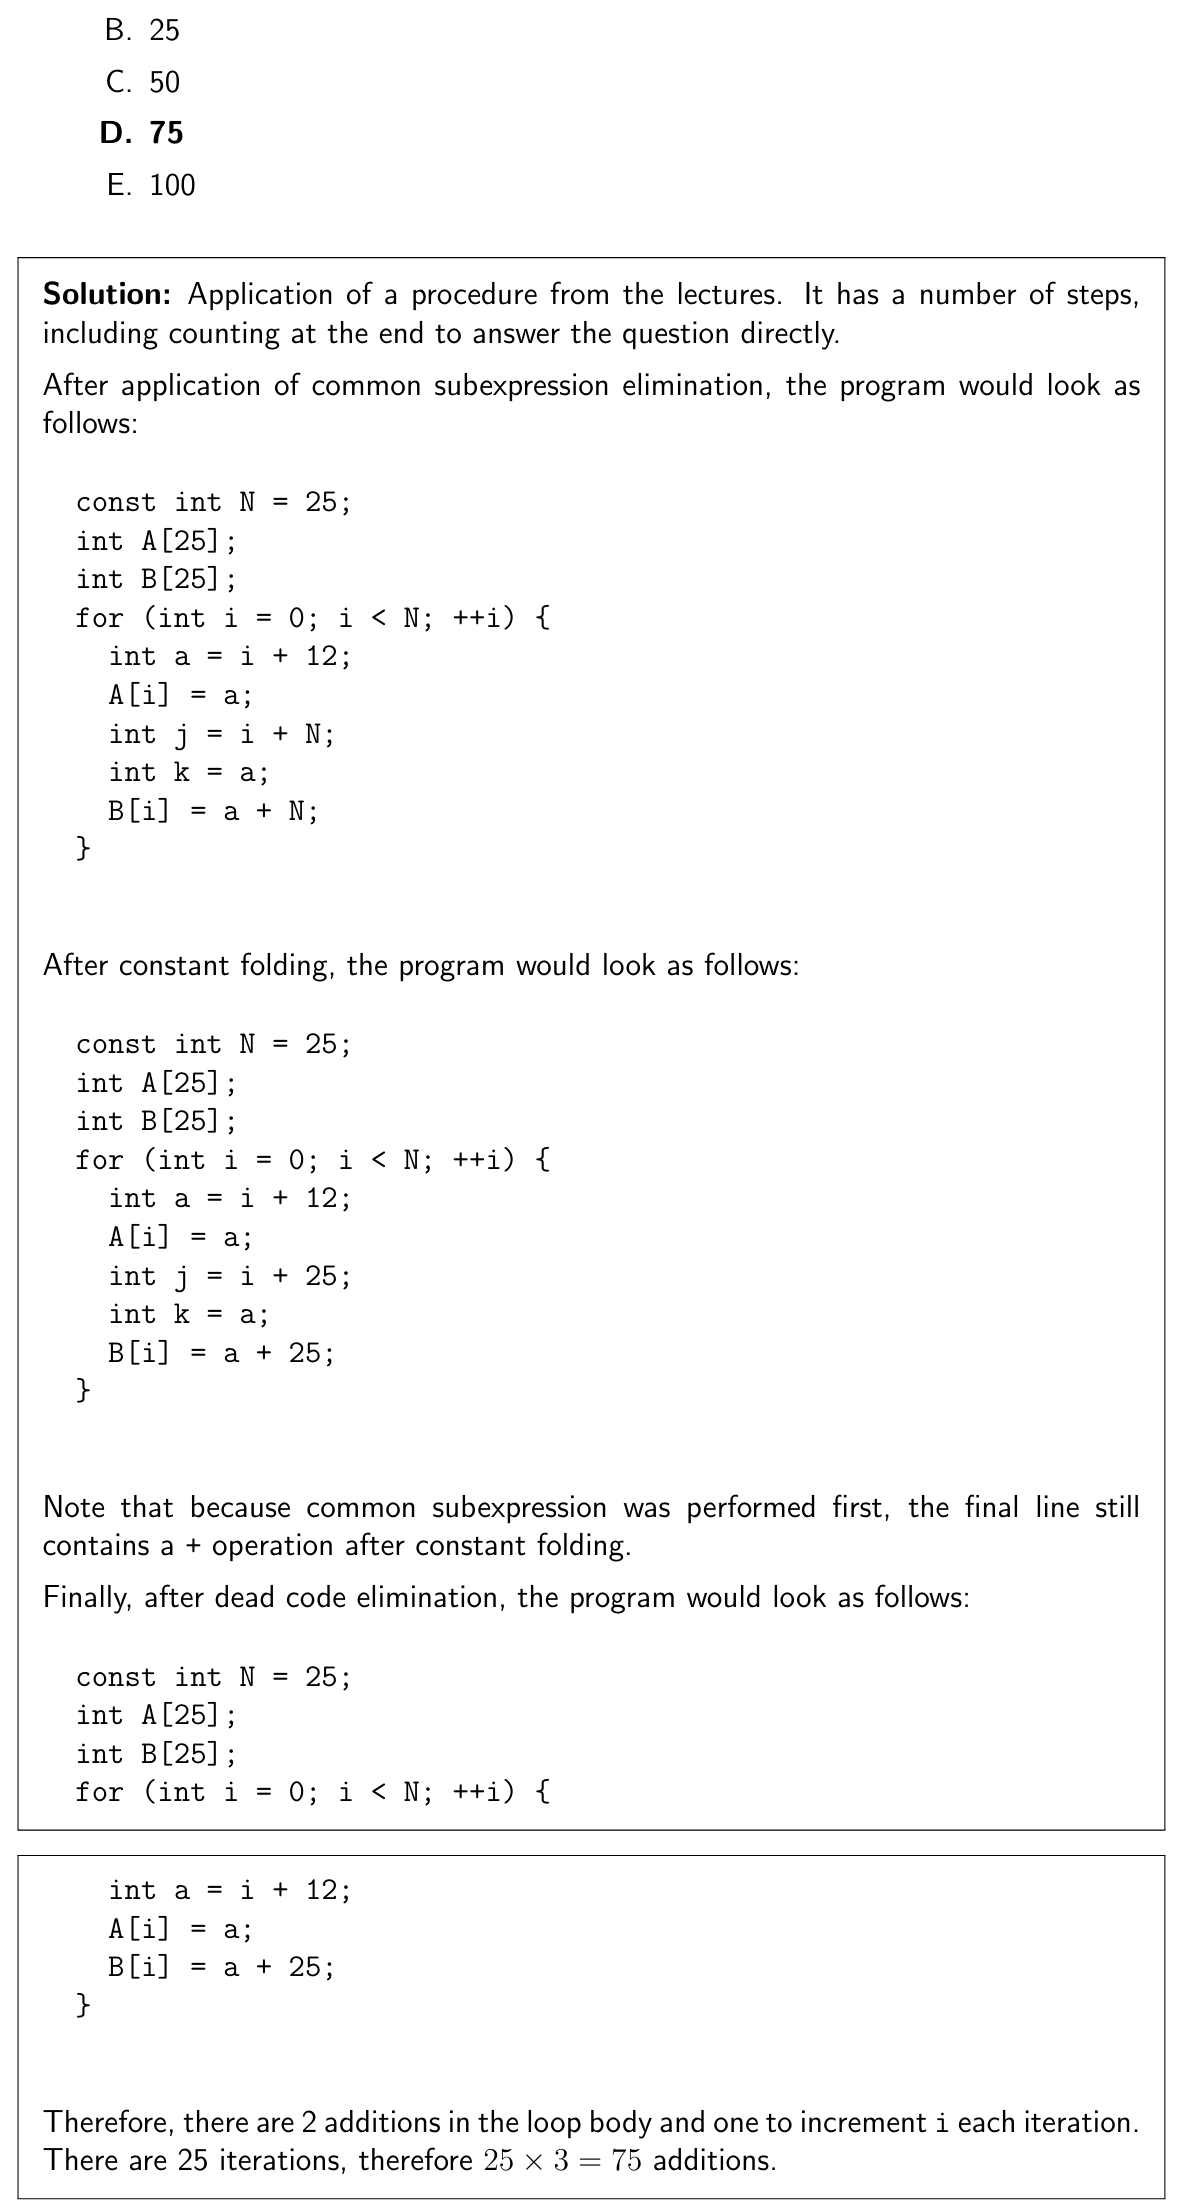 B. 25
C. 50
D. 75
E. 100
Solution: Application of a procedure from the lectures. It has a number of steps,
including counting at the end to answer the question directly.
After application of common subexpression elimination, the program would look as
follows:
const int N = 25;
int A[25];
int B[25];
for (int i = 0; i < N; ++i) {
  int a = i + 12;
  A[i] = a;
  int j = i + N;
  int k = a;
  B[i] = a + N;
}
After constant folding, the program would look as follows:
const int N = 25;
int A[25];
int B[25];
for (int i = 0; i < N; ++i) {
  int a = i + 12;
  A[i] = a;
  int j = i + 25;
  int k = a;
  B[i] = a + 25;
}
Note that because common subexpression was performed first, the final line still
contains a + operation after constant folding.
Finally, after dead code elimination, the program would look as follows:
const int N = 25;
int A[25];
int B[25];
for (int i = 0; i < N; ++i) {
  int a = i + 12;
  A[i] = a;
  B[i] = a + 25;
}
Therefore, there are 2 additions in the loop body and one to increment i each iteration.
There are 25 iterations, therefore 25 × 3 = 75 additions.